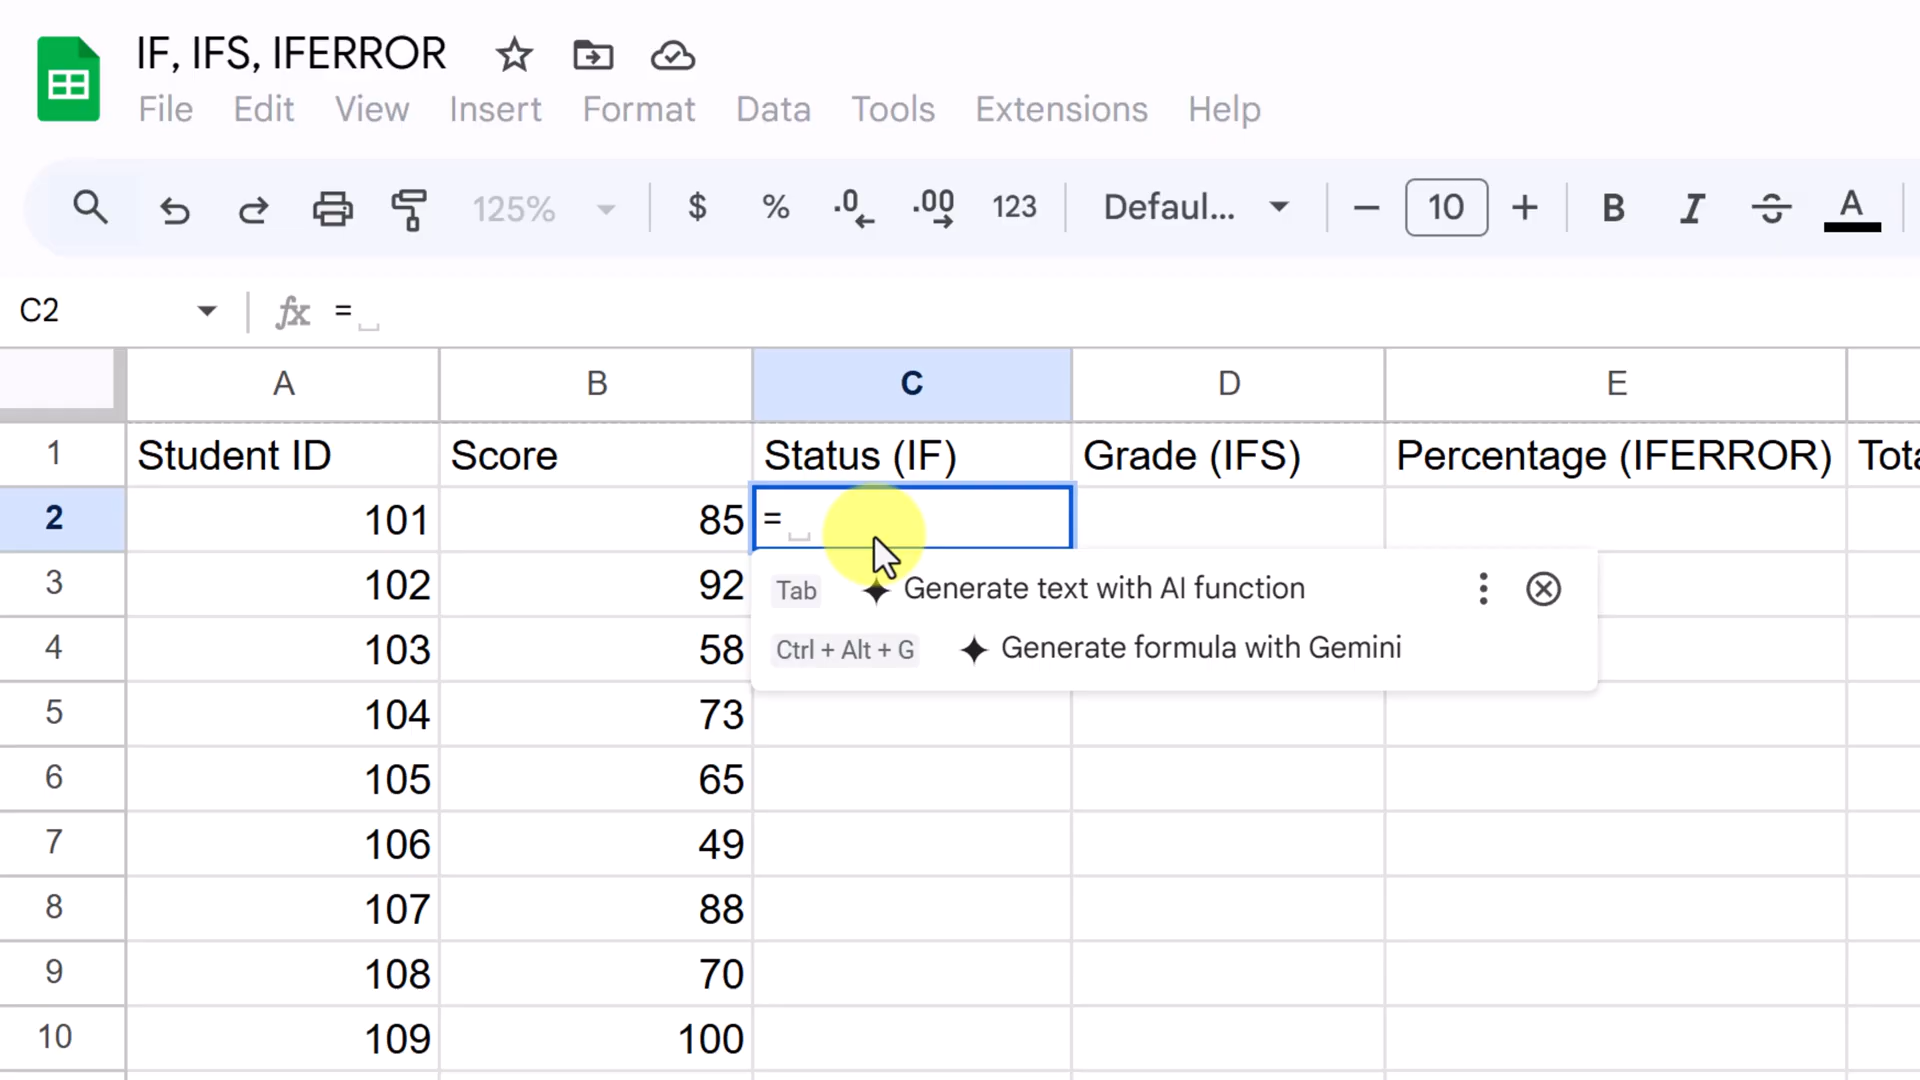 IF, IFS, IFERROR
File Edit View Insert Format Data Tools Extensions Help
125% $ % .0 .00 123 Defaul... 10 B I S A
C2 fx =
A B C D E
1 Student ID Score Status (IF) Grade (IFS) Percentage (IFERROR) Tota
2 101 85 =
Tab Generate text with AI function
3 102 92
Ctrl + Alt + G Generate formula with Gemini
4 103 58
5 104 73
6 105 65
7 106 49
8 107 88
9 108 70
10 109 100